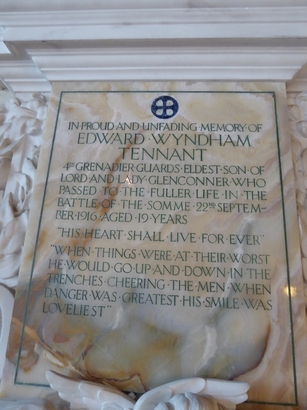 IN·PROUD·AND·UNFADING·MEMORY·OF
EDWARD·WYNDHAM
TENNANT
4TH GRENADIER·GUARDS·ELDEST·SON·OF
LORD·AND·LADY·GLENCONNER·WHO
PASSED·TO·THE·FULLER·LIFE·IN·THE
BATTLE·OF·THE·SOMME·22ND SEPTEM-
BER·1916·AGED·19·YEARS
"HIS·HEART·SHALL·LIVE·FOR·EVER"
"WHEN·THINGS·WERE·AT·THEIR·WORST
HE·WOULD·GO·UP·AND·DOWN·IN·THE
TRENCHES·CHEERING·THE·MEN·WHEN
DANGER·WAS·GREATEST·HIS·SMILE·WAS
LOVELIEST"